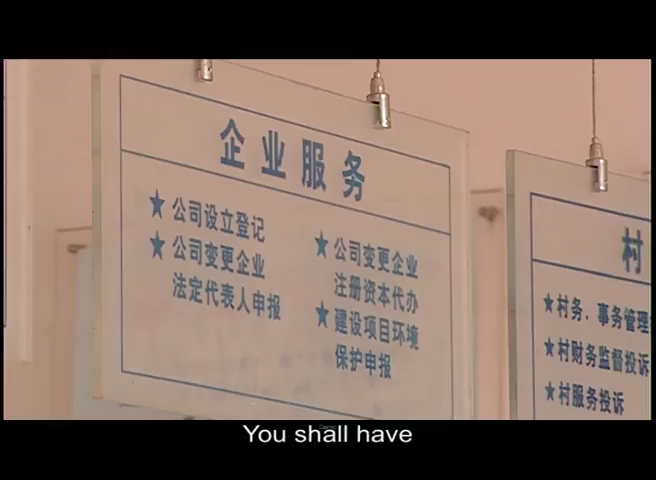 企业服务
★公司设立登记
★公司变更企业
法定代表人申报
★公司变更企业
注册资本代办
★建设项目环境
保护申报
村
★村务、事务管理
★村财务监督投诉
★村服务投诉
You shall have